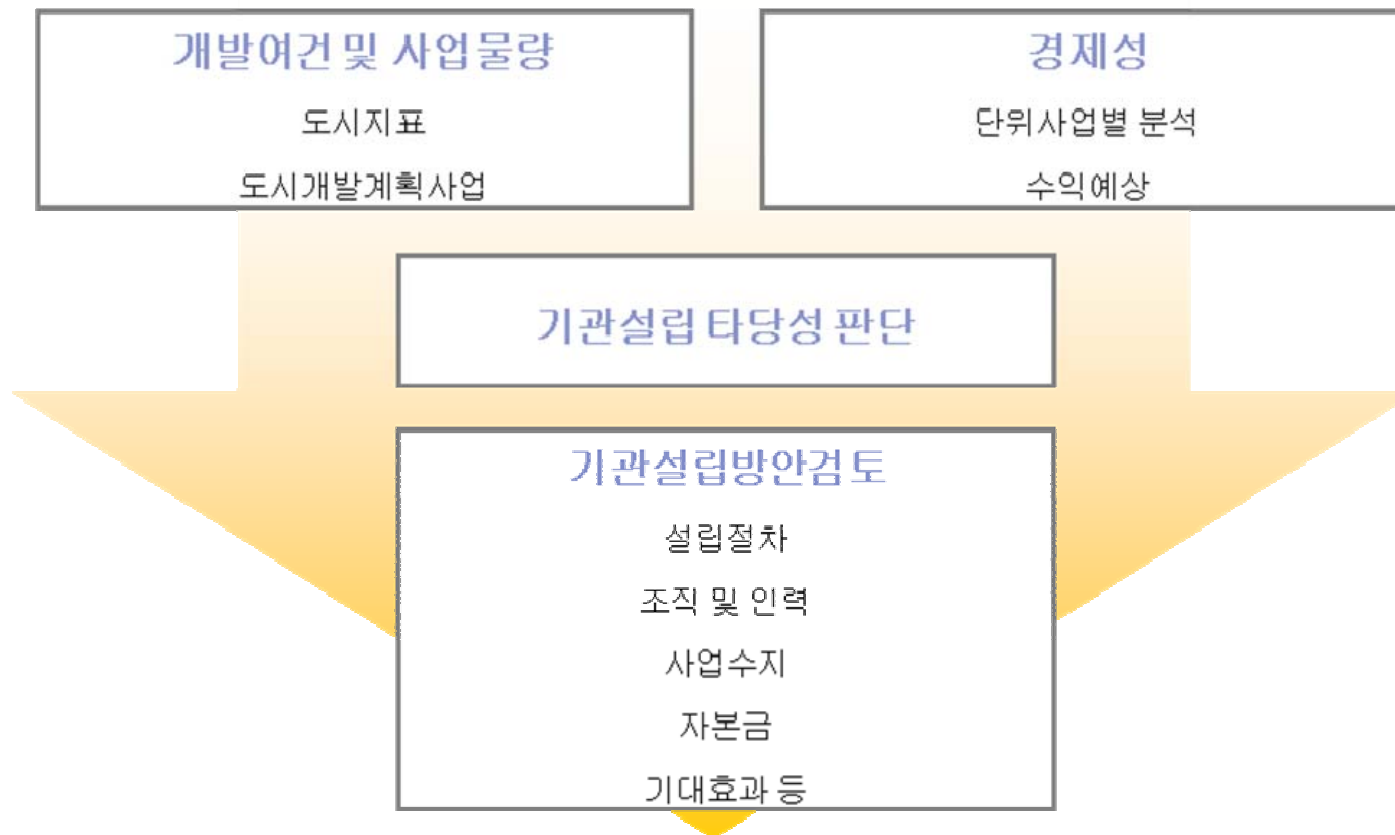 개발여건 및 사업물량
도시지표
도시개발계획사업
경제성
단위사업별 분석
수익예상
기관설립 타당성 판단
기관설립방안검토
설립절차
조직 및 인력
사업수지
자본금
기대효과 등